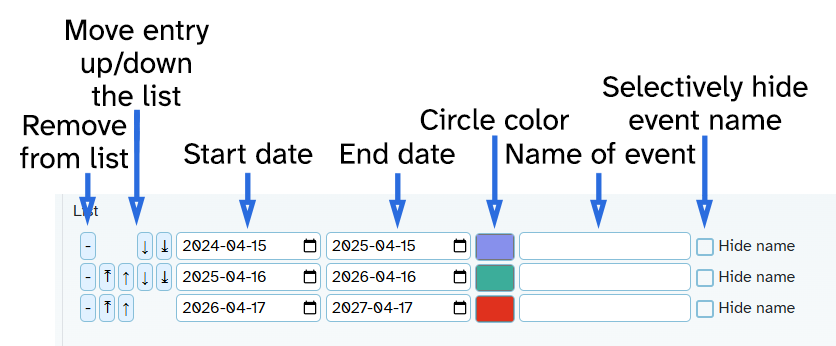 Move entry
up/down
the list
Remove
from list
Start date
End date
Circle color
Name of event
Selectively hide
event name
List
- ↓ ⤓ 2024-04-15 2025-04-15 Hide name
- ⤒ ↑ ↓ ⤓ 2025-04-16 2026-04-16 Hide name
- ⤒ ↑ 2026-04-17 2027-04-17 Hide name